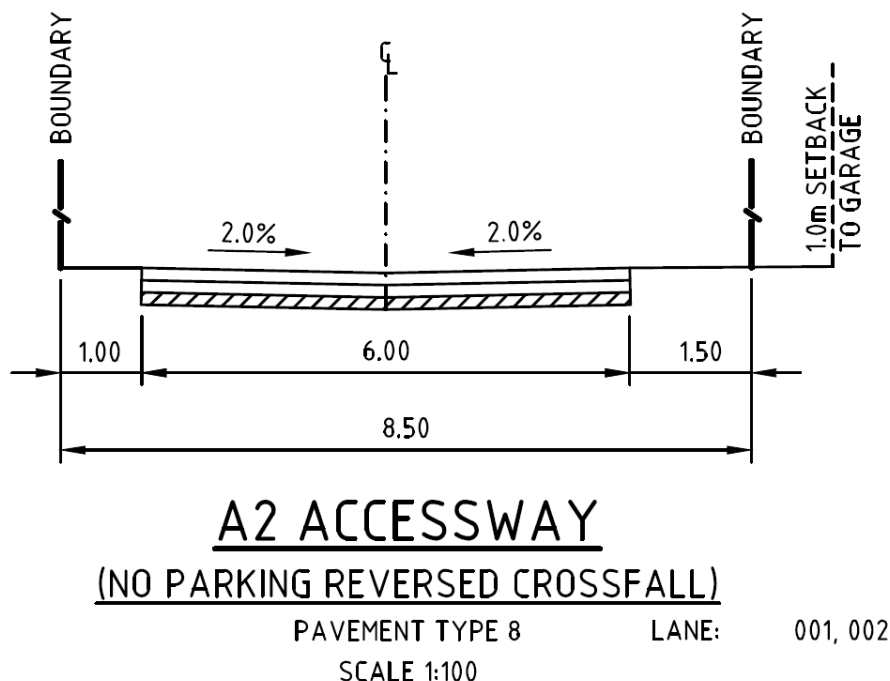 BOUNDARY
℄
BOUNDARY
1.0m SETBACK
TO GARAGE
2.0%
2.0%
1.00
6.00
1.50
8.50
A2 ACCESSWAY
(NO PARKING REVERSED CROSSFALL)
PAVEMENT TYPE 8 LANE: 001, 002
SCALE 1:100